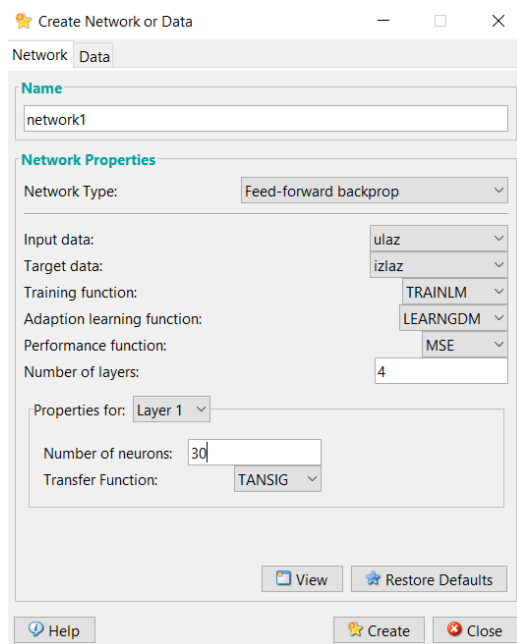 Create Network or Data
Network Data
Name
network1
Network Properties
Network Type: Feed-forward backprop
Input data: ulaz
Target data: izlaz
Training function: TRAINLM
Adaption learning function: LEARNGDM
Performance function: MSE
Number of layers: 4
Properties for: Layer 1
Number of neurons: 30
Transfer Function: TANSIG
View Restore Defaults
Help Create Close